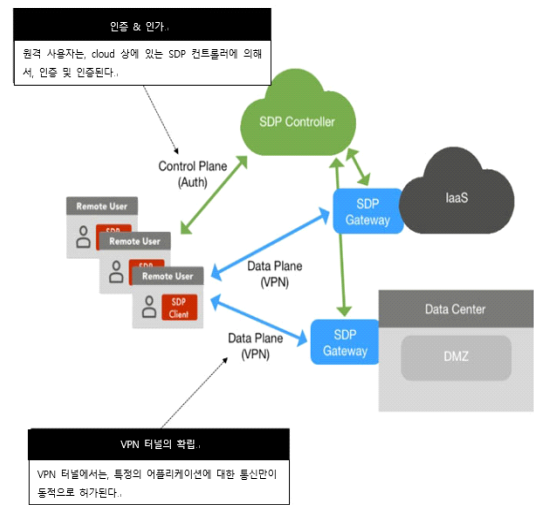 인증 & 인가.
원격 사용자는, cloud 상에 있는 SDP 컨트롤러에 의해
서, 인증 및 인증된다.
SDP Controller
Control Plane
(Auth)
Remote User
SDP
Remote User
SDP
Remote User
SDP
Client
SDP
Gateway
IaaS
Data Plane
(VPN)
Data Center
SDP
Gateway
DMZ
Data Plane
(VPN)
VPN 터널의 확립.
VPN 터널에서는, 특정의 어플리케이션에 대한 통신만이
동적으로 허가된다.